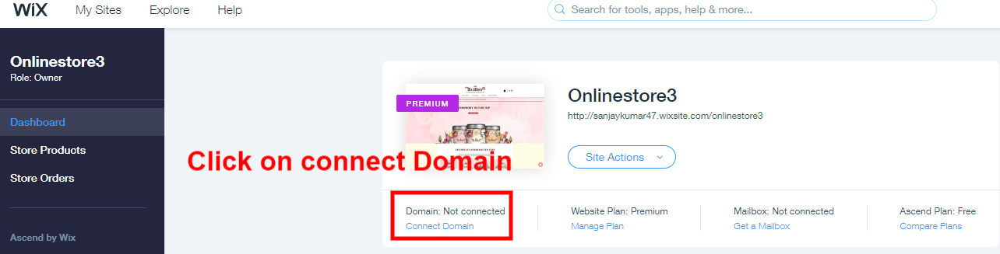 WiX My Sites Explore Help Search for tools, apps, help & more...
Onlinestore3
Role: Owner
Dashboard
Store Products
Store Orders
Ascend by Wix
PREMIUM
Onlinestore3
http://sanjaykumar47.wixsite.com/onlinestore3
Site Actions
Click on connect Domain
Domain: Not connected
Connect Domain
Website Plan: Premium
Manage Plan
Mailbox: Not connected
Get a Mailbox
Ascend Plan: Free
Compare Plans